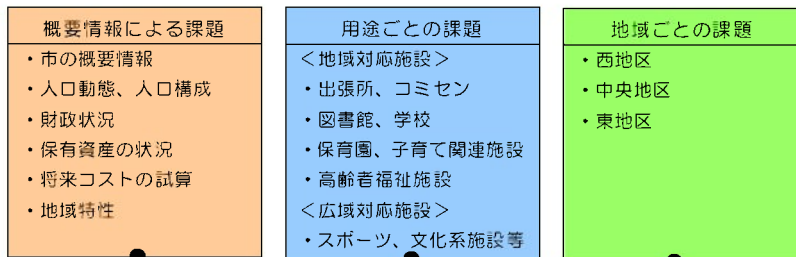 概要情報による課題
・市の概要情報
・人口動態、人口構成
・財政状況
・保有資産の状況
・将来コストの試算
・地域特性
用途ごとの課題
＜地域対応施設＞
・出張所、コミセン
・図書館、学校
・保育園、子育て関連施設
・高齢者福祉施設
＜広域対応施設＞
・スポーツ、文化系施設等
地域ごとの課題
・西地区
・中央地区
・東地区